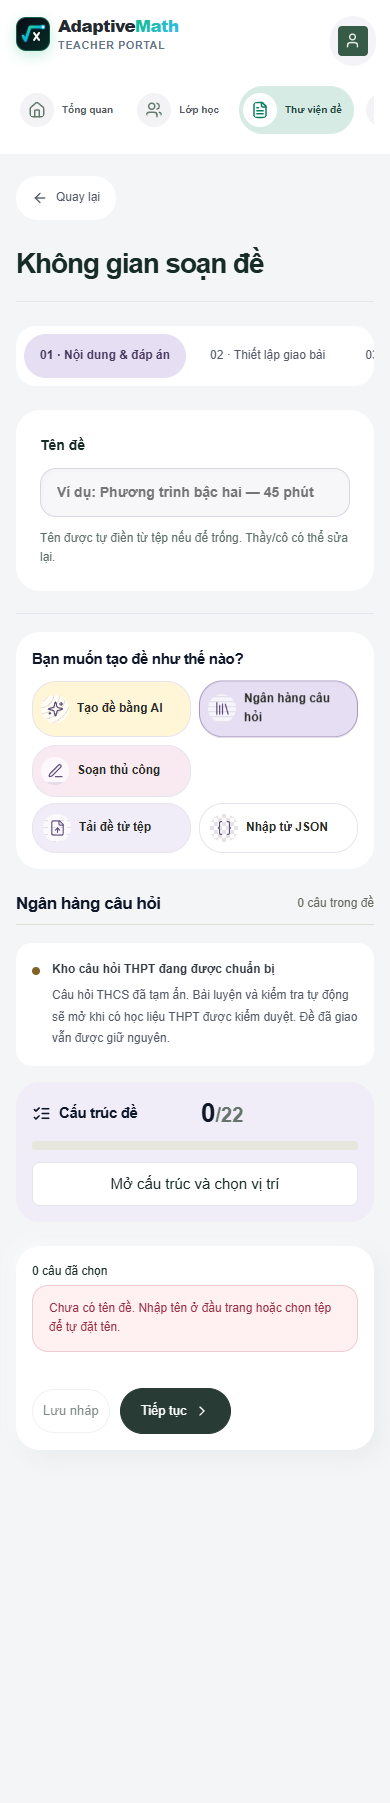 AdaptiveMath
TEACHER PORTAL
Tổng quan
Lớp học
Thư viện đề
Quay lại
Không gian soạn đề
01 · Nội dung & đáp án
02 · Thiết lập giao bài
03
Tên đề
Ví dụ: Phương trình bậc hai — 45 phút
Tên được tự điền từ tệp nếu để trống. Thầy/cô có thể sửa
lại.
Bạn muốn tạo đề như thế nào?
Tạo đề bằng AI
Ngân hàng câu
hỏi
Soạn thủ công
Tải đề từ tệp
Nhập từ JSON
Ngân hàng câu hỏi
0 câu trong đề
Kho câu hỏi THPT đang được chuẩn bị
Câu hỏi THCS đã tạm ẩn. Bài luyện và kiểm tra tự động
sẽ mở khi có học liệu THPT được kiểm duyệt. Đề đã giao
vẫn được giữ nguyên.
Cấu trúc đề
0/22
Mở cấu trúc và chọn vị trí
0 câu đã chọn
Chưa có tên đề. Nhập tên ở đầu trang hoặc chọn tệp
để tự đặt tên.
Lưu nháp
Tiếp tục